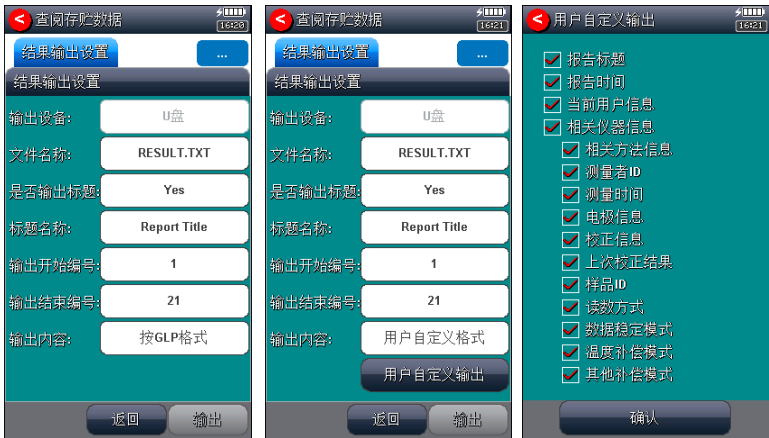 查阅存贮数据
16:20
结果输出设置
...
结果输出设置
输出设备: U盘
文件名称: RESULT.TXT
是否输出标题: Yes
标题名称: Report Title
输出开始编号: 1
输出结束编号: 21
输出内容: 按GLP格式
返回 输出
查阅存贮数据
16:21
结果输出设置
...
结果输出设置
输出设备: U盘
文件名称: RESULT.TXT
是否输出标题: Yes
标题名称: Report Title
输出开始编号: 1
输出结束编号: 21
输出内容: 用户自定义格式
用户自定义输出
返回 输出
用户自定义输出
16:21
报告标题
报告时间
当前用户信息
相关仪器信息
相关方法信息
测量者ID
测量时间
电极信息
校正信息
上次校正结果
样品ID
读数方式
数据稳定模式
温度补偿模式
其他补偿模式
确认